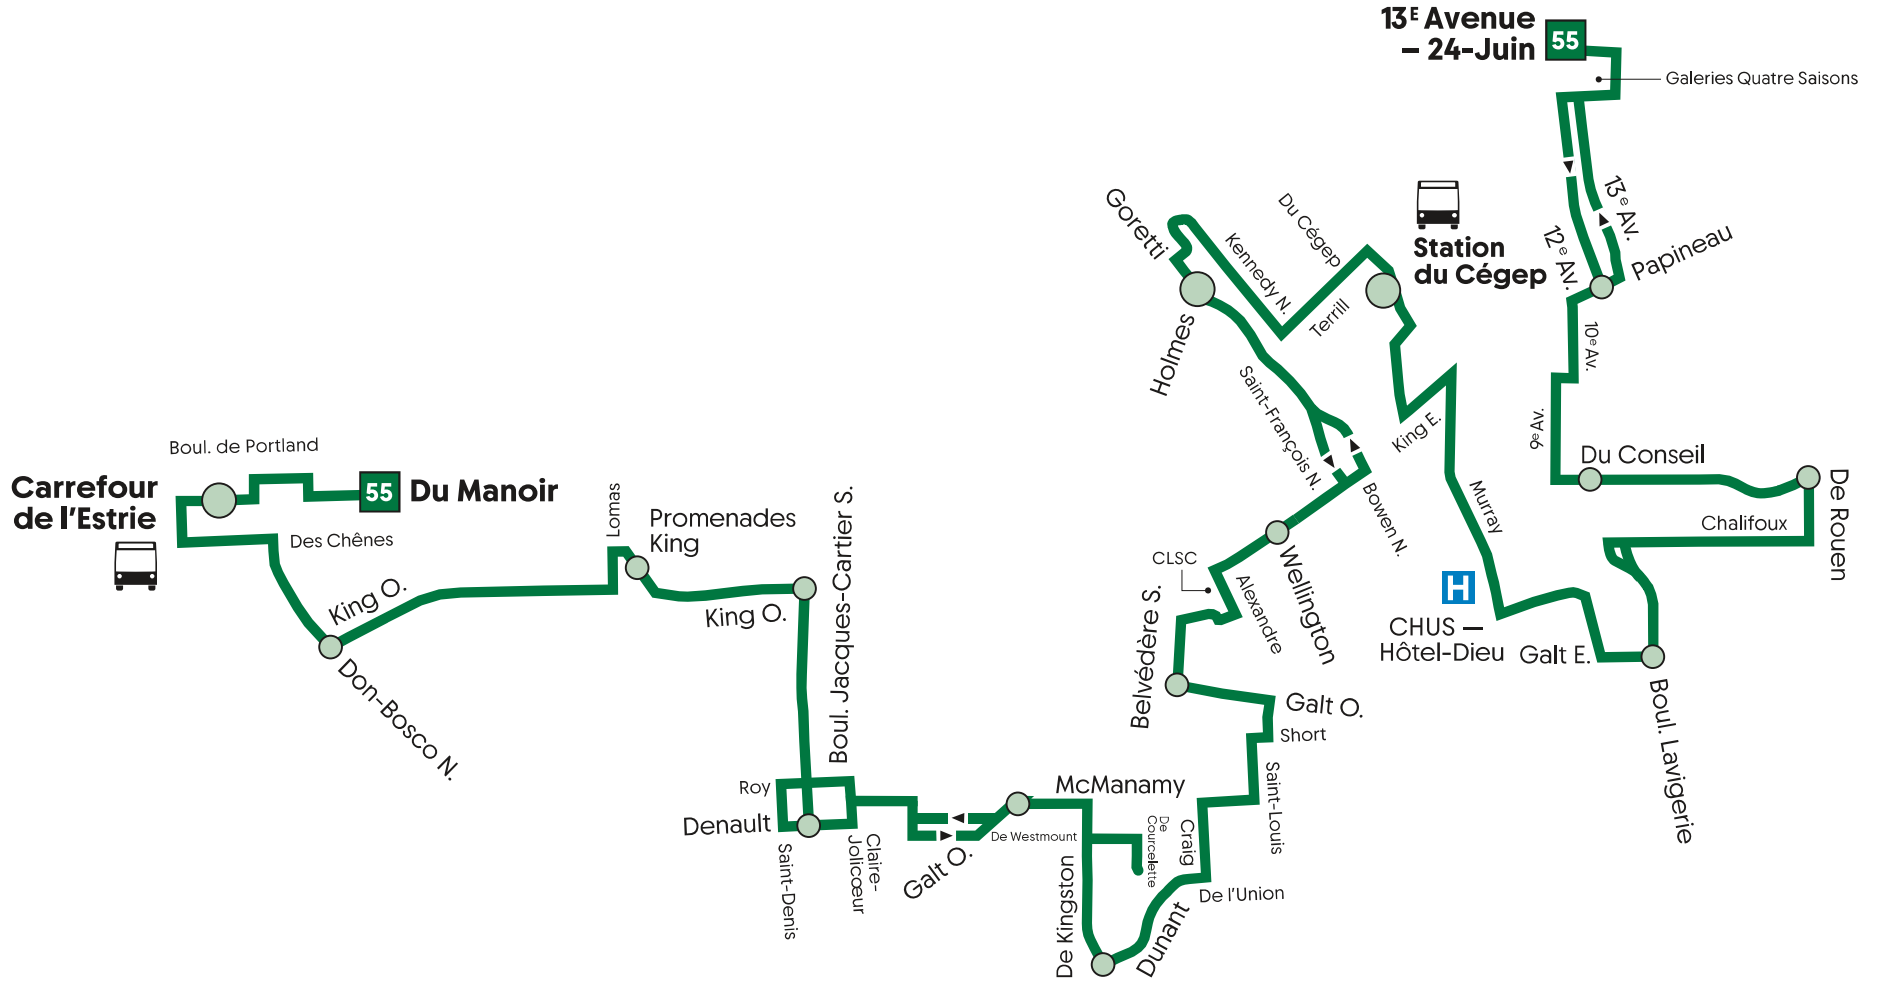 13E Avenue
– 24-Juin
55
Galeries Quatre Saisons
13e Av.
12e Av.
Papineau
10e Av.
9e Av.
Du Conseil
De Rouen
Chalifoux
Boul. Lavigerie
Galt E.
CHUS —
Hôtel-Dieu
H
Murray
King E.
Station
du Cégep
Du Cégep
Terrill
Kennedy N.
Goretti
Holmes
Saint-François N.
Bowen N.
Wellington
CLSC
Alexandre
Belvédère S.
Galt O.
Short
Saint-Louis
Craig
De l'Union
Dunant
De Kingston
De
Courcelette
De Westmount
McManamy
Galt O.
Claire-
Jolicœur
Saint-Denis
Denault
Roy
Boul. Jacques-Cartier S.
King O.
Promenades
King
Lomas
King O.
Don-Bosco N.
Des Chênes
Boul. de Portland
Carrefour
de l'Estrie
55
Du Manoir